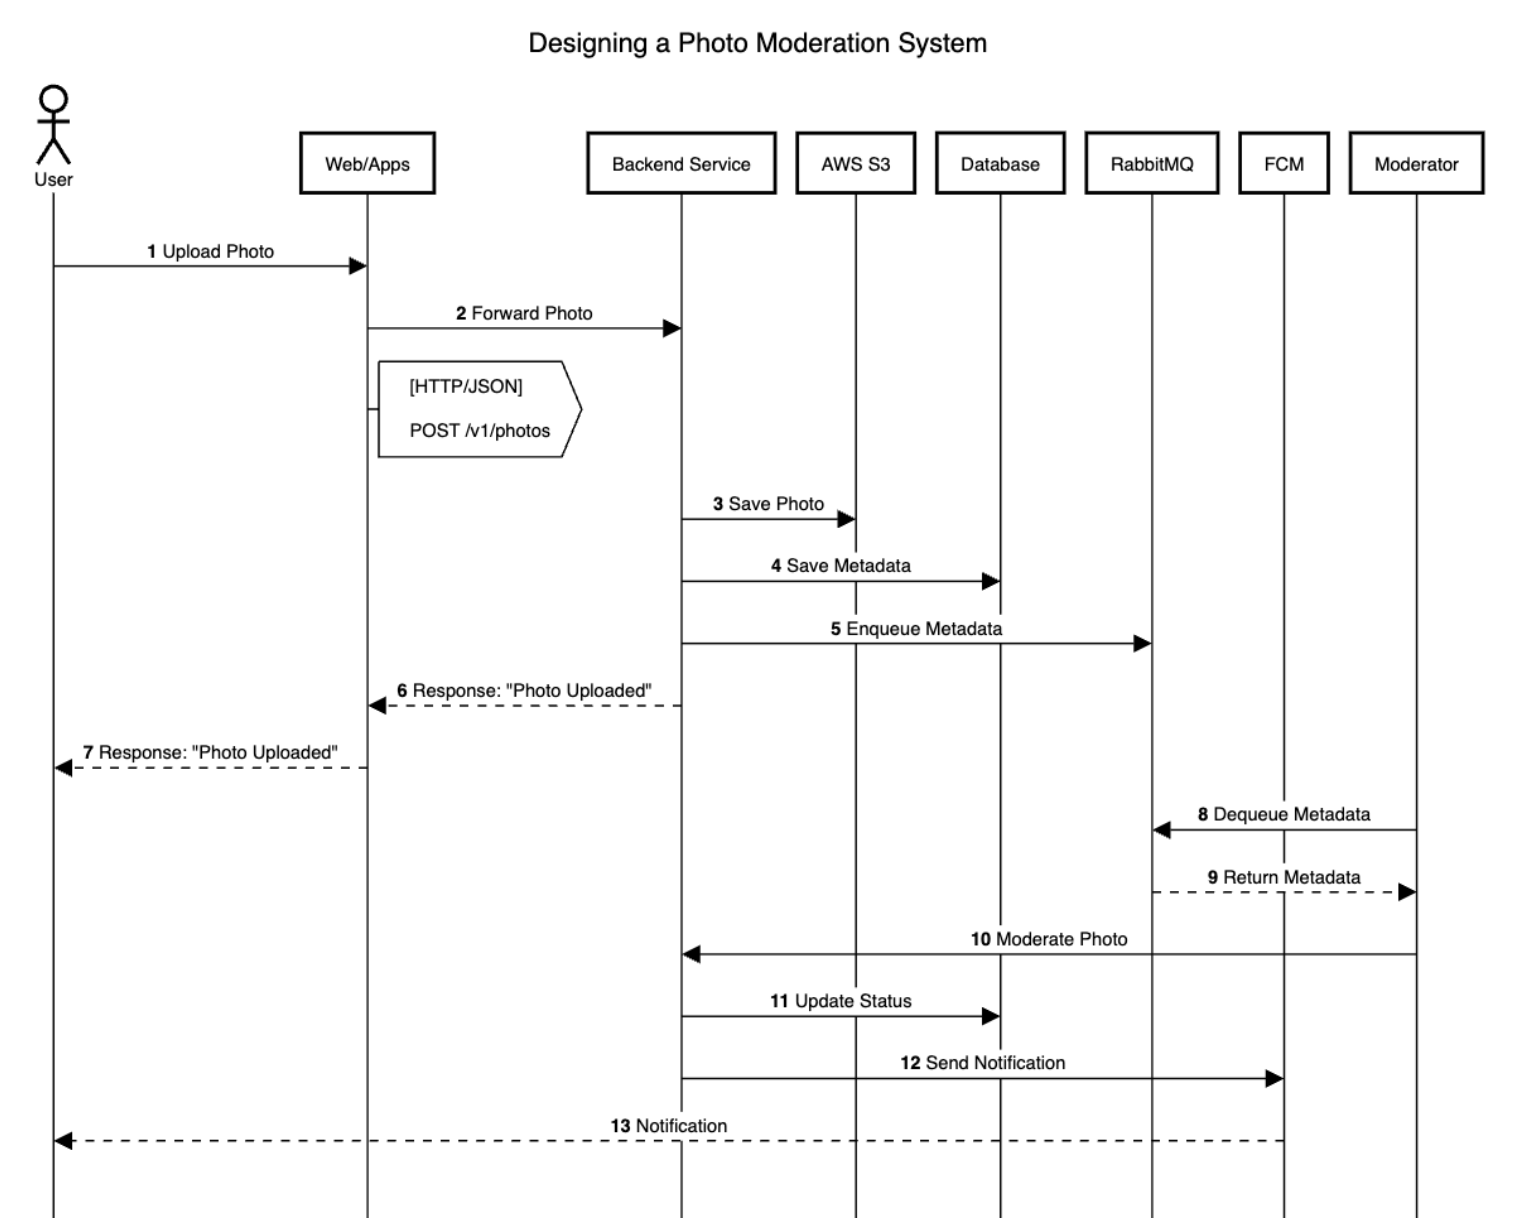 Designing a Photo Moderation System
User
Web/Apps
Backend Service
AWS S3
Database
RabbitMQ
FCM
Moderator
1 Upload Photo
2 Forward Photo
[HTTP/JSON]
POST /v1/photos
3 Save Photo
4 Save Metadata
5 Enqueue Metadata
6 Response: "Photo Uploaded"
7 Response: "Photo Uploaded"
8 Dequeue Metadata
9 Return Metadata
10 Moderate Photo
11 Update Status
12 Send Notification
13 Notification